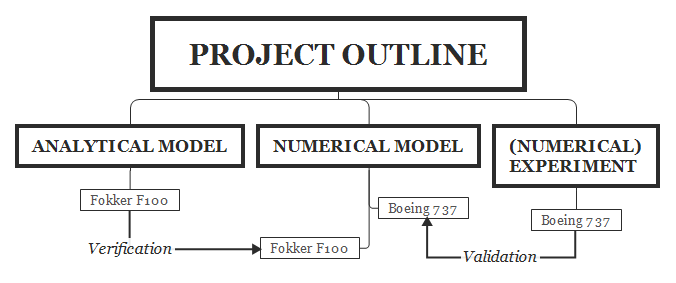 PROJECT OUTLINE
ANALYTICAL MODEL
NUMERICAL MODEL
(NUMERICAL)
EXPERIMENT
Fokker F100
Boeing 737
Boeing 737
Verification
Fokker F100
Validation